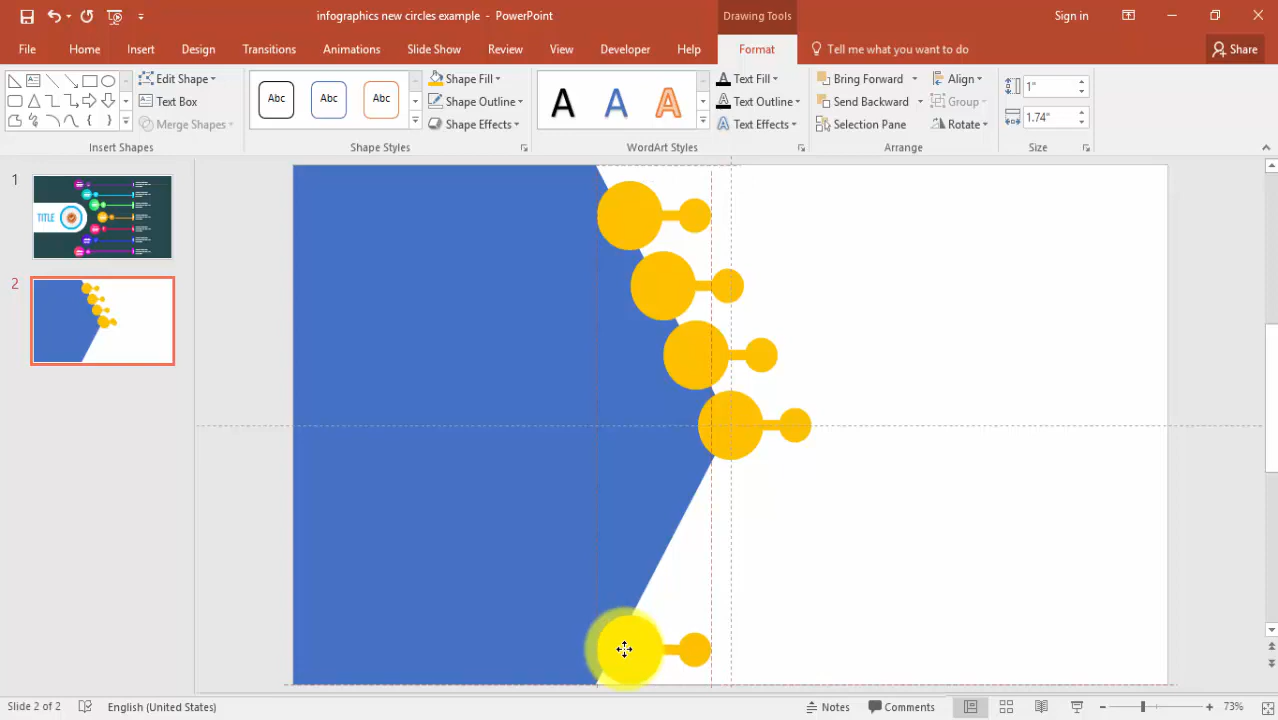 infographics new circles example - PowerPoint
Drawing Tools
Sign in
File Home Insert Design Transitions Animations Slide Show Review View Developer Help Format Tell me what you want to do Share
Edit Shape
Text Box
Merge Shapes
Insert Shapes
Abc Abc Abc
Shape Fill
Shape Outline
Shape Effects
Shape Styles
A A A
Text Fill
Text Outline
Text Effects
WordArt Styles
Bring Forward
Send Backward
Selection Pane
Align
Group
Rotate
Arrange
1"
1.74"
Size
1
TITLE
2
Slide 2 of 2 English (United States) Notes Comments 73%